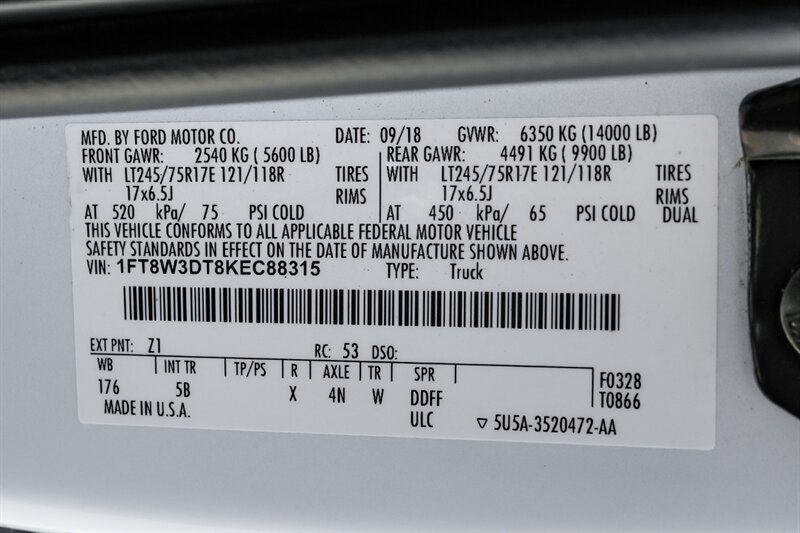 MFD. BY FORD MOTOR CO. DATE: 09/18 GVWR: 6350 KG (14000 LB)
FRONT GAWR: 2540 KG ( 5600 LB) REAR GAWR: 4491 KG ( 9900 LB)
WITH LT245/75R17E 121/118R TIRES WITH LT245/75R17E 121/118R TIRES
17x6.5J RIMS 17x6.5J RIMS
AT 520 kPa/ 75 PSI COLD AT 450 kPa/ 65 PSI COLD DUAL
THIS VEHICLE CONFORMS TO ALL APPLICABLE FEDERAL MOTOR VEHICLE
SAFETY STANDARDS IN EFFECT ON THE DATE OF MANUFACTURE SHOWN ABOVE.
VIN: 1FT8W3DT8KEC88315 TYPE: Truck
EXT PNT: Z1 RC: 53 DSO:
WB INT TR TP/PS R AXLE TR SPR F0328
176 5B X 4N W DDFF T0866
MADE IN U.S.A. ULC ▽ 5U5A-3520472-AA